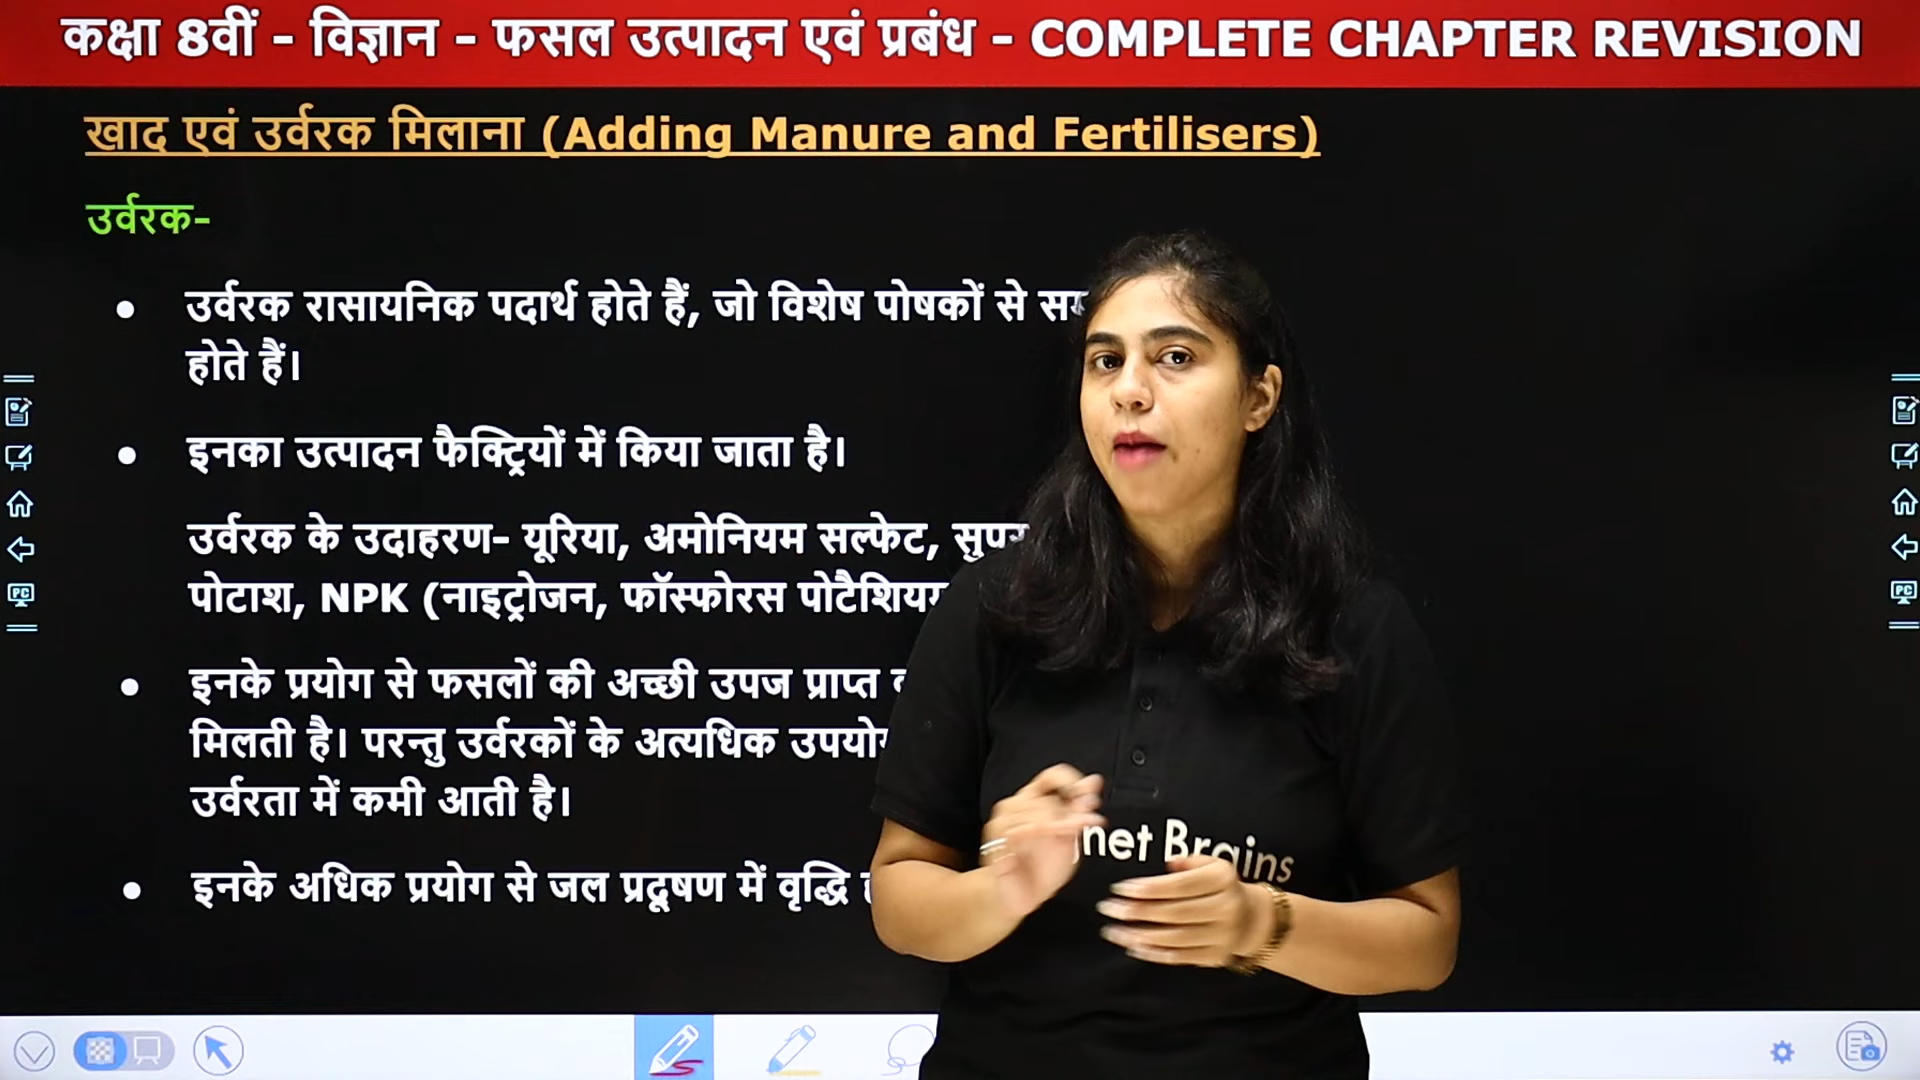 कक्षा 8वीं - विज्ञान - फसल उत्पादन एवं प्रबंध - COMPLETE CHAPTER REVISION
खाद एवं उर्वरक मिलाना (Adding Manure and Fertilisers)
उर्वरक-
• उर्वरक रासायनिक पदार्थ होते हैं, जो विशेष पोषकों से
होते हैं।
• इनका उत्पादन फैक्ट्रियों में किया जाता है।
उर्वरक के उदाहरण- यूरिया, अमोनियम सल्फेट,
पोटाश, NPK (नाइट्रोजन, फॉस्फोरस
• इनके प्रयोग से फसलों की अच्छी उपज प्राप्त
मिलती है। परन्तु उर्वरकों के अत्यधिक
उर्वरता में कमी आती है।
• इनके अधिक प्रयोग से जल प्रदूषण में वृद्धि
net Brains
PC
PC